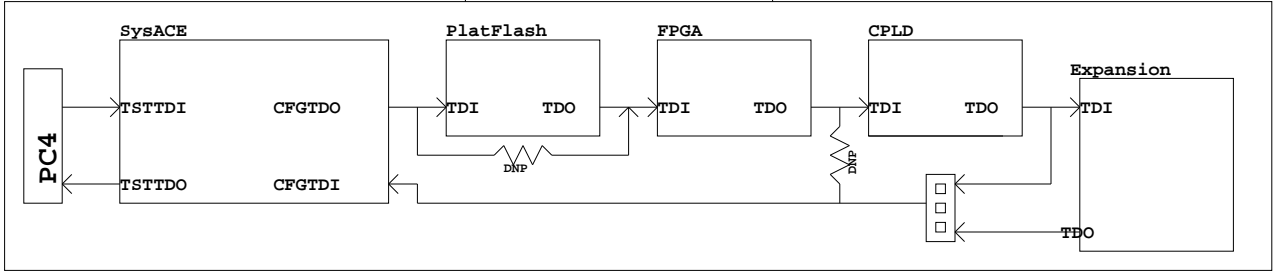 SysACE
PlatFlash
FPGA
CPLD
Expansion
PC4
TSTTDI
CFGTDO
TDI
TDO
TDI
TDO
TDI
TDO
TDI
DNP
DNP
TSTTDO
CFGTDI
TDO